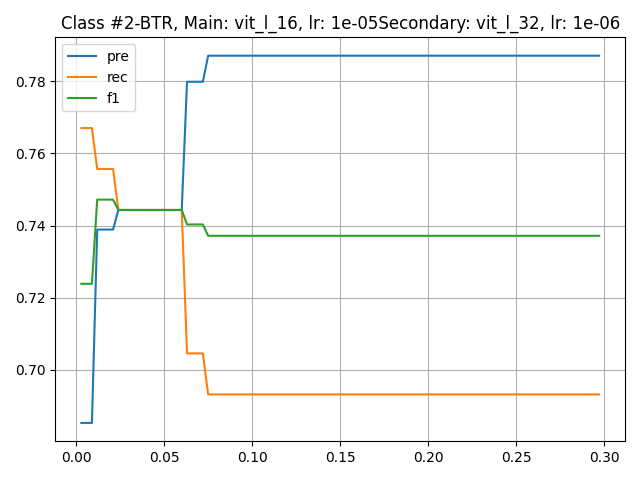 Class #2-BTR, Main: vit_l_16, lr: 1e-05Secondary: vit_l_32, lr: 1e-06
pre
rec
f1
0.78
0.76
0.74
0.72
0.70
0.00 0.05 0.10 0.15 0.20 0.25 0.30